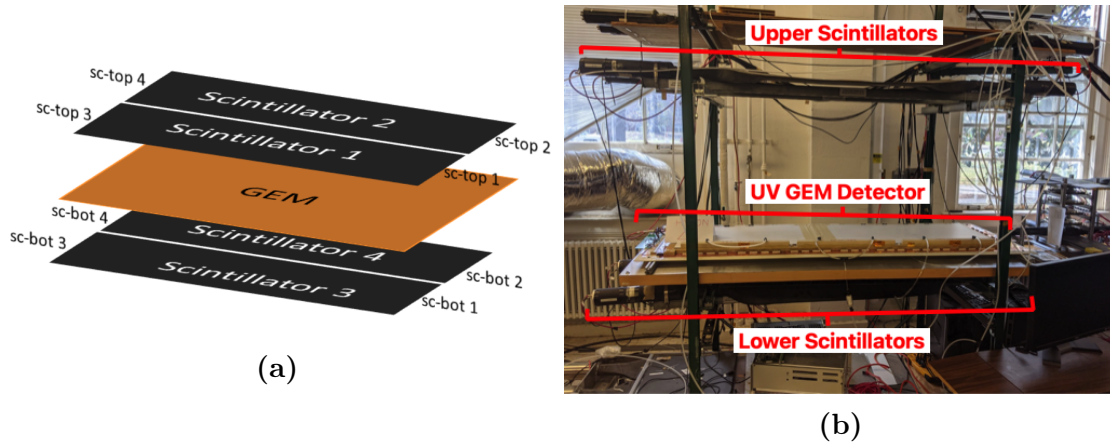 sc-top 4
Scintillator 2
sc-top 3
Scintillator 1
sc-top 2
sc-top 1
GEM
sc-bot 4
Scintillator 4
sc-bot 3
sc-bot 2
Scintillator 3
sc-bot 1
(a)
Upper Scintillators
UV GEM Detector
Lower Scintillators
(b)